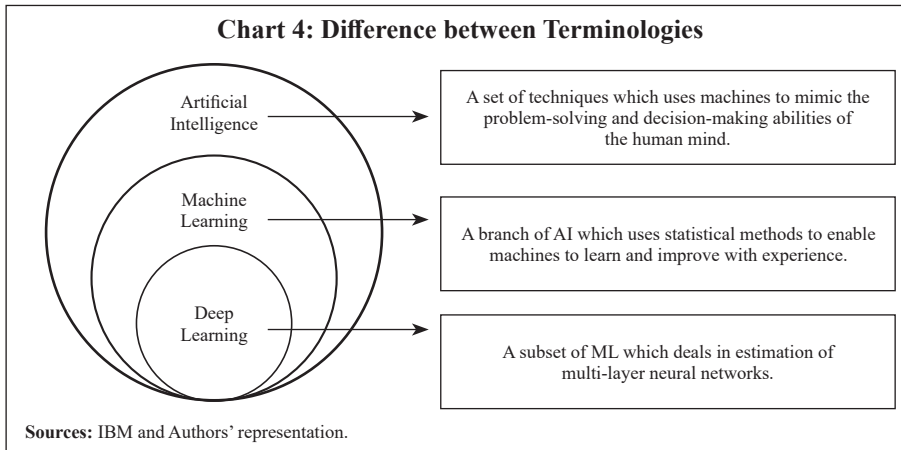 Chart 4: Difference between Terminologies
Artificial
Intelligence
A set of techniques which uses machines to mimic the
problem-solving and decision-making abilities of
the human mind.
Machine
Learning
A branch of AI which uses statistical methods to enable
machines to learn and improve with experience.
Deep
Learning
A subset of ML which deals in estimation of
multi-layer neural networks.
Sources: IBM and Authors’ representation.